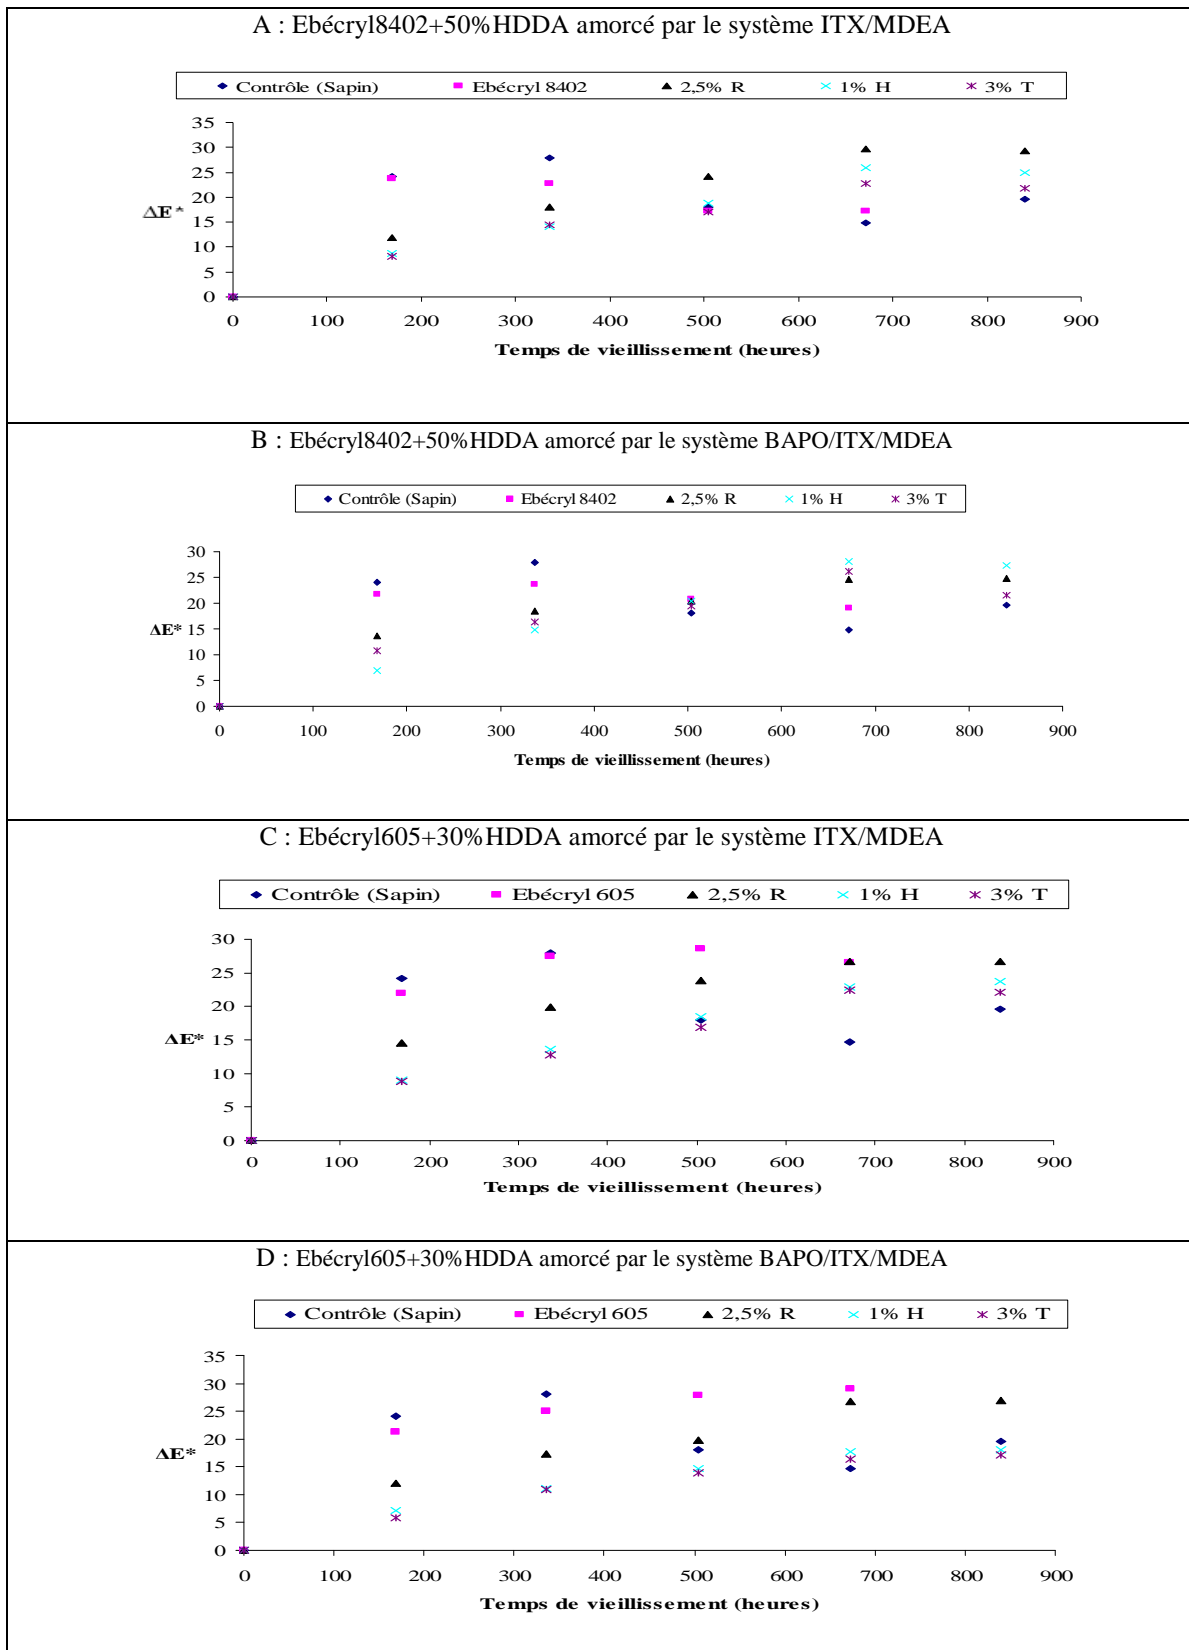 A : Ebécryl8402+50%HDDA amorcé par le système ITX/MDEA
Contrôle (Sapin) Ebécryl 8402 2,5% R 1% H 3% T
35
30
25
20
15
10
5
0
ΔE*
0 100 200 300 400 500 600 700 800 900
Temps de vieillissement (heures)
B : Ebécryl8402+50%HDDA amorcé par le système BAPO/ITX/MDEA
Contrôle (Sapin) Ebécryl 8402 2,5% R 1% H 3% T
30
25
20
15
10
5
0
ΔE*
0 100 200 300 400 500 600 700 800 900
Temps de vieillissement (heures)
C : Ebécryl605+30%HDDA amorcé par le système ITX/MDEA
Contrôle (Sapin) Ebécryl 605 2,5% R 1% H 3% T
30
25
20
15
10
5
0
ΔE*
0 100 200 300 400 500 600 700 800 900
Temps de vieillissement (heures)
D : Ebécryl605+30%HDDA amorcé par le système BAPO/ITX/MDEA
Contrôle (Sapin) Ebécryl 605 2,5% R 1% H 3% T
35
30
25
20
15
10
5
0
ΔE*
0 100 200 300 400 500 600 700 800 900
Temps de vieillissement (heures)